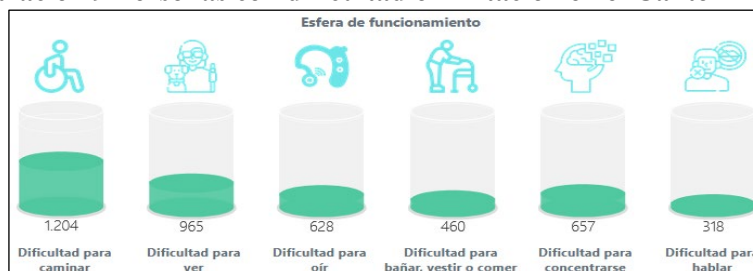 Esfera de funcionamiento
1.204
965
628
460
657
318
Dificultad para
caminar
Dificultad para
ver
Dificultad para
oír
Dificultad para
bañar, vestir o comer
Dificultad para
concentrarse
Dificultad para
hablar